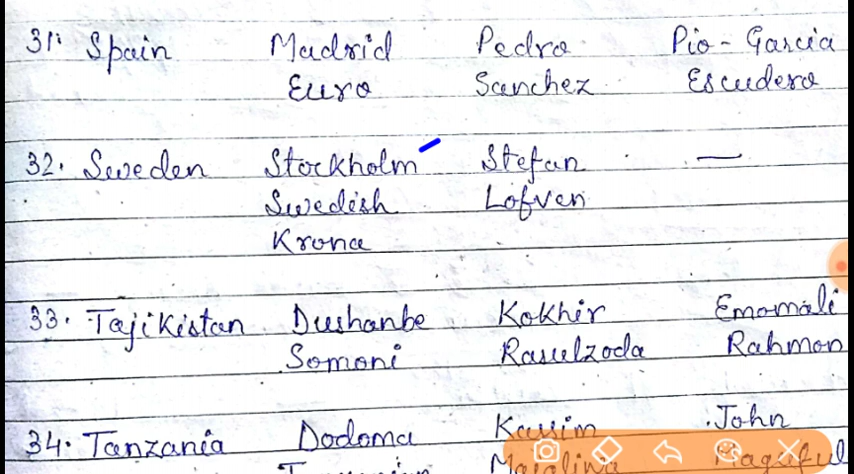 31. Spain Madrid Pedro Pio-Garcia
Euro Sanchez Escudero
32. Sweden Stockholm Stefan —
Swedish Lofven
Krona
33. Tajikistan Dushanbe Kokhir Emomali
Somoni Rasulzoda Rahmon
34. Tanzania Dodoma Kassim John